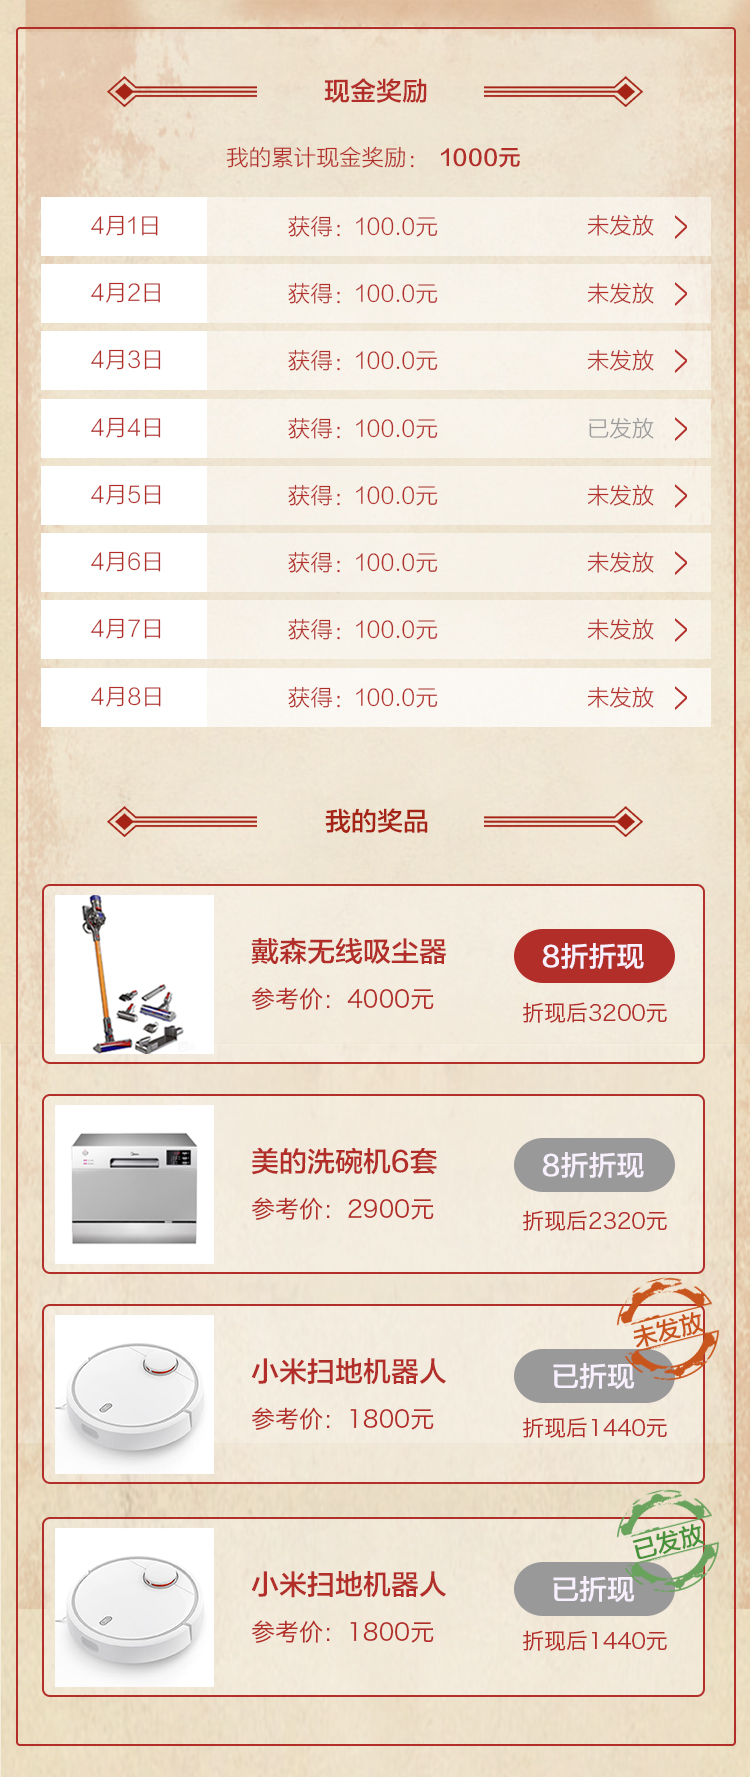 现金奖励
我的累计现金奖励： 1000元
4月1日 获得：100.0元 未发放
4月2日 获得：100.0元 未发放
4月3日 获得：100.0元 未发放
4月4日 获得：100.0元 已发放
4月5日 获得：100.0元 未发放
4月6日 获得：100.0元 未发放
4月7日 获得：100.0元 未发放
4月8日 获得：100.0元 未发放
我的奖品
戴森无线吸尘器
8折折现
参考价：4000元
折现后3200元
美的洗碗机6套
8折折现
参考价：2900元
折现后2320元
未发放
小米扫地机器人
已折现
参考价：1800元
折现后1440元
已发放
小米扫地机器人
已折现
参考价：1800元
折现后1440元